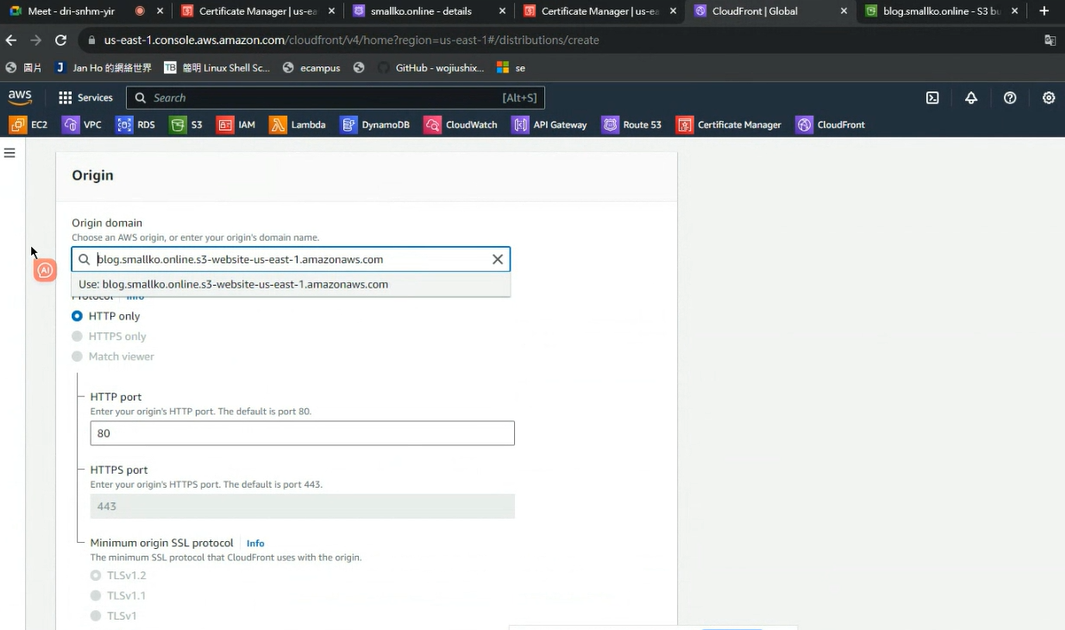 Meet - dri-snhm-yir
Certificate Manager | us-ea
smallko.online - details
Certificate Manager | us-ea
CloudFront | Global
blog.smallko.online - S3 bu
us-east-1.console.aws.amazon.com/cloudfront/v4/home?region=us-east-1#/distributions/create
圖片
J
Jan Ho 的網絡世界
TB
簡明 Linux Shell Sc...
ecampus
GitHub - wojiushix...
se
aws
Services
Search
[Alt+S]
EC2
VPC
RDS
S3
IAM
Lambda
DynamoDB
CloudWatch
API Gateway
Route 53
Certificate Manager
CloudFront
Origin
Origin domain
Choose an AWS origin, or enter your origin's domain name.
blog.smallko.online.s3-website-us-east-1.amazonaws.com
Use: blog.smallko.online.s3-website-us-east-1.amazonaws.com
Protocol Info
HTTP only
HTTPS only
Match viewer
HTTP port
Enter your origin's HTTP port. The default is port 80.
80
HTTPS port
Enter your origin's HTTPS port. The default is port 443.
443
Minimum origin SSL protocol
Info
The minimum SSL protocol that CloudFront uses with the origin.
TLSv1.2
TLSv1.1
TLSv1